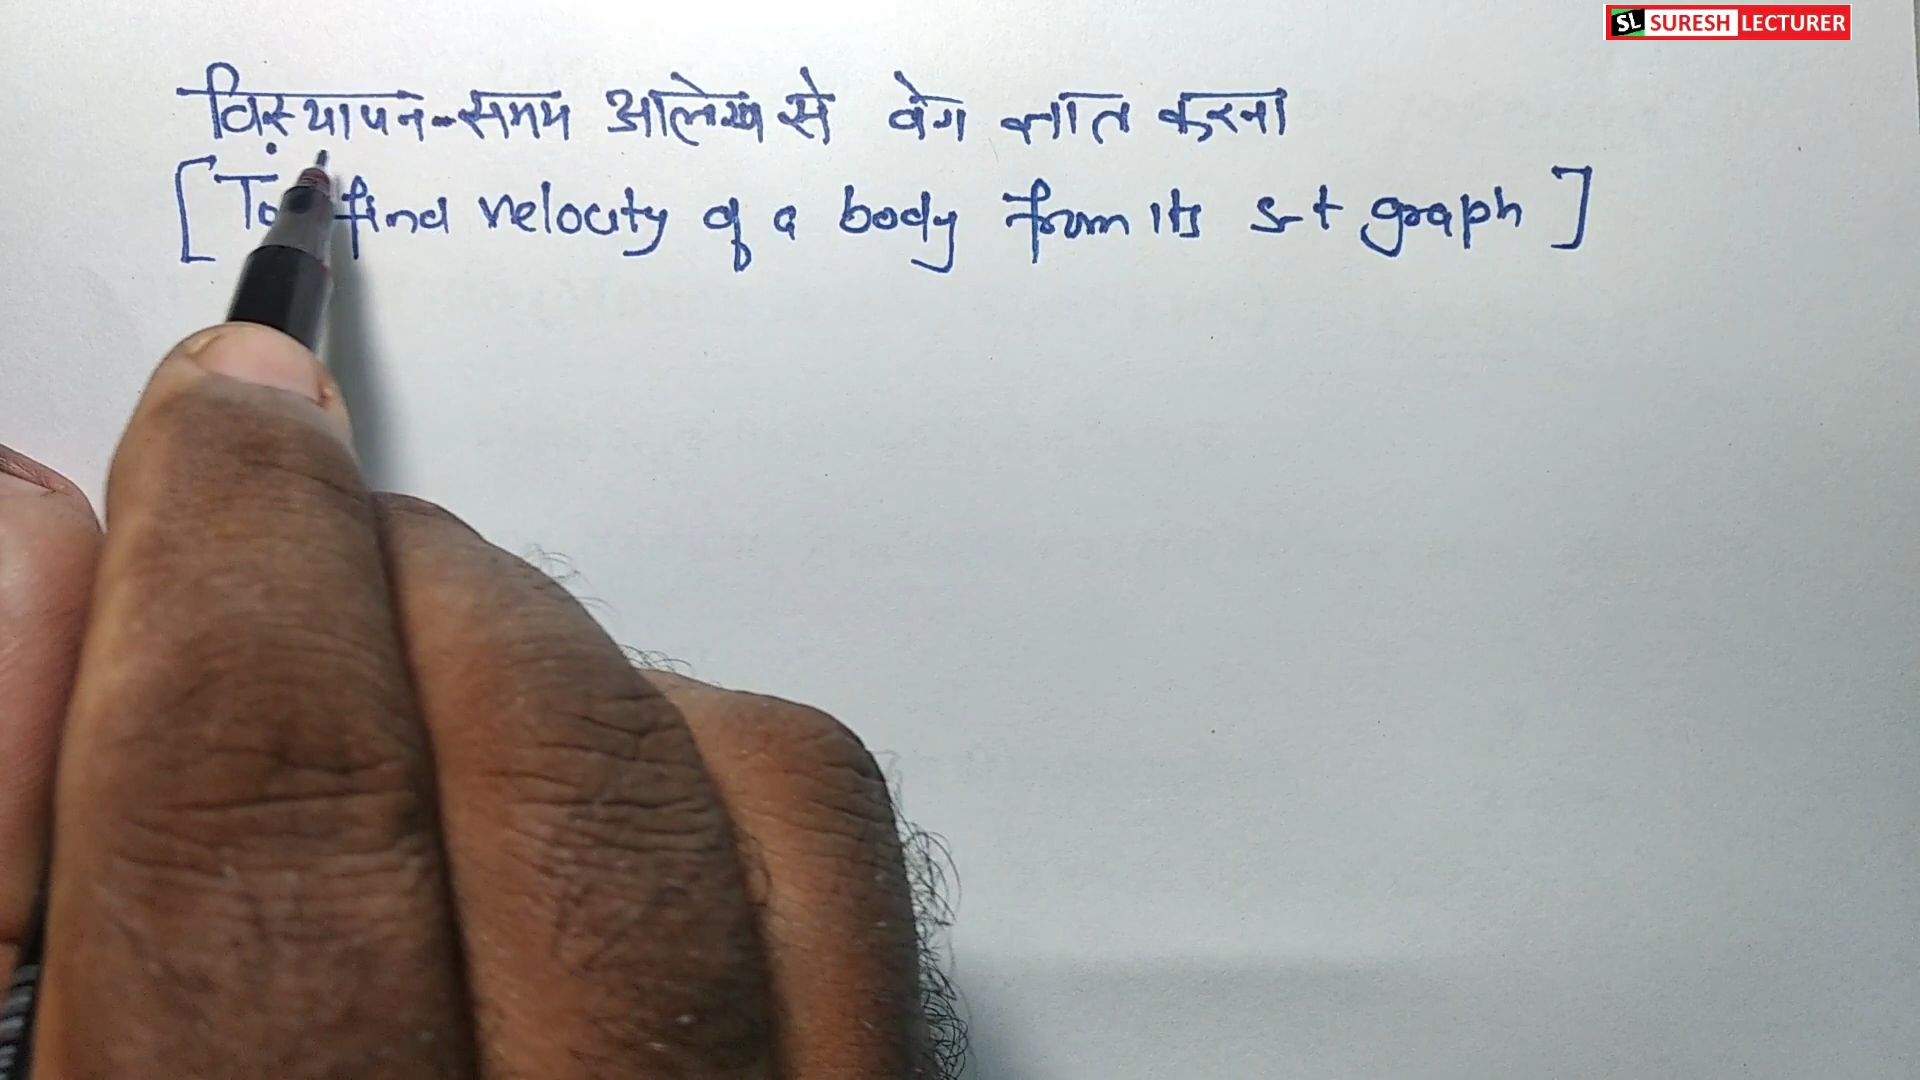 SL SURESH LECTURER
विस्थापन-समय आलेख से वेग ज्ञात करना
[To find velocity of a body from its s-t graph]